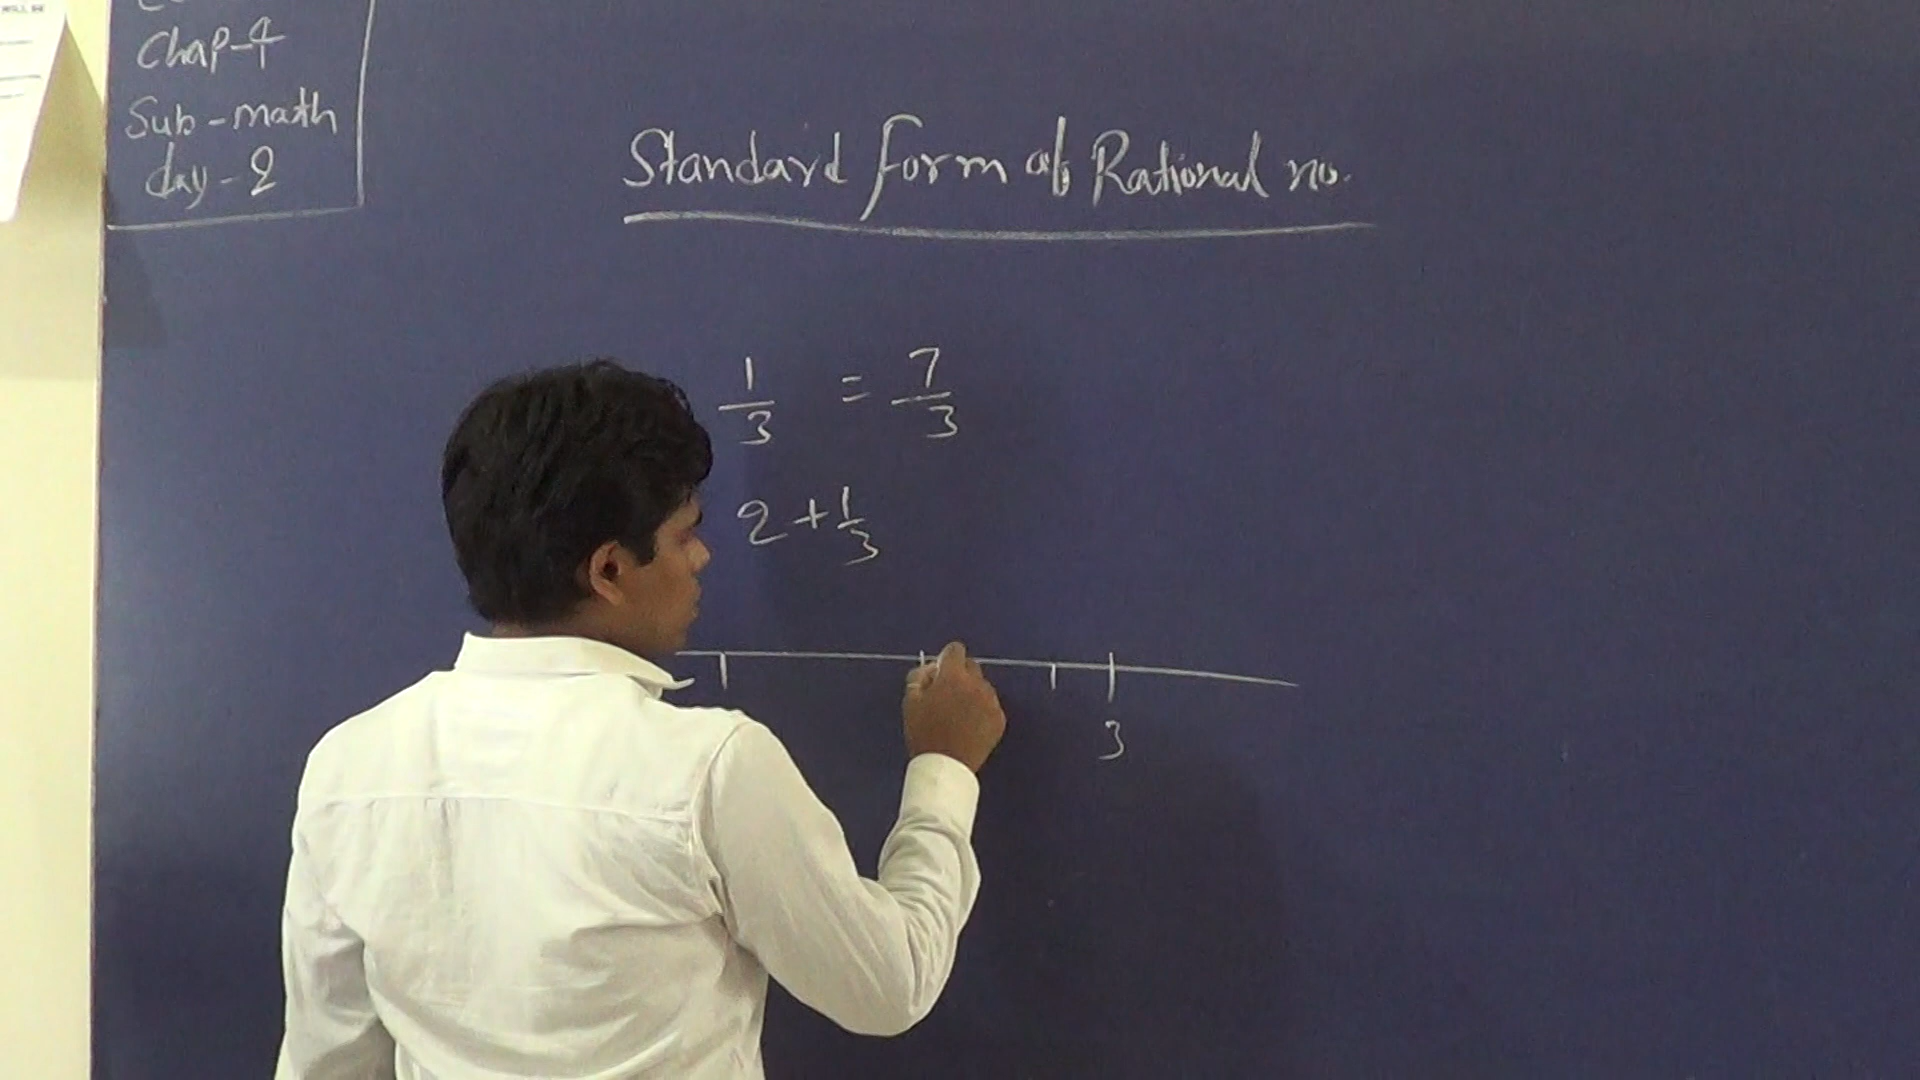 Chap-4
Sub-math
day-2
Standard form of Rational no.
1/3 = 7/3
2 + 1/3
3